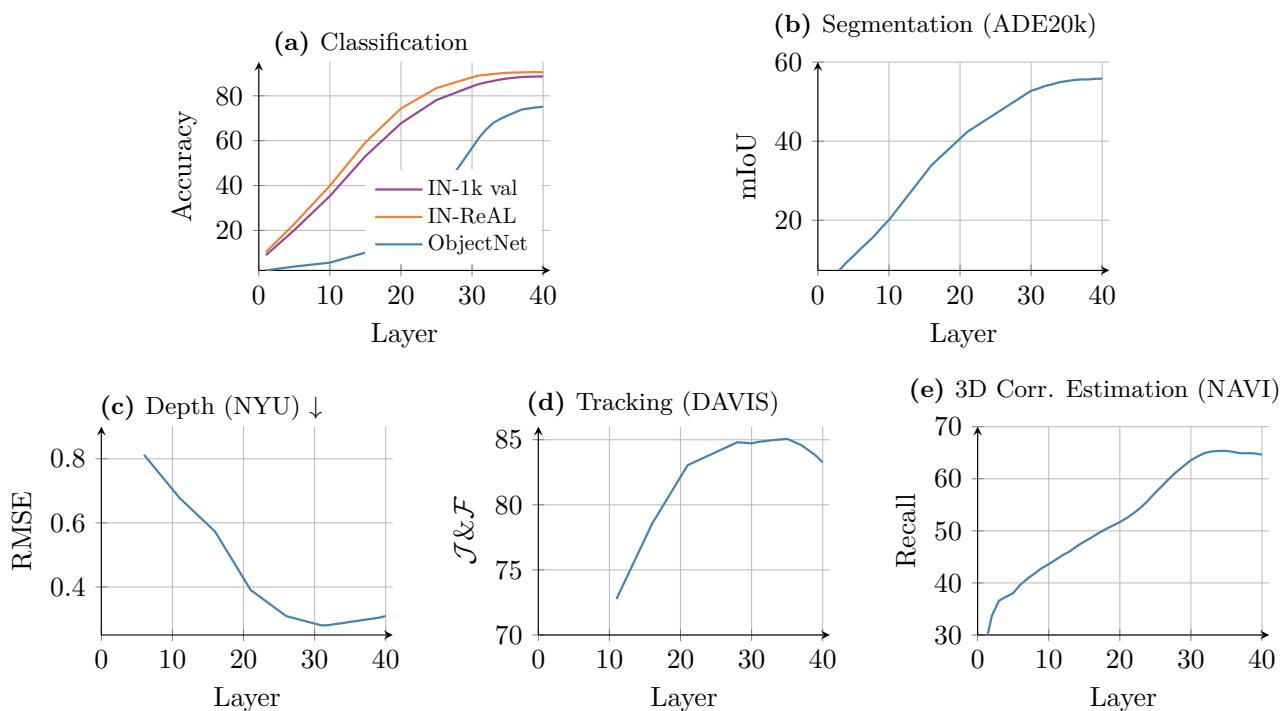 (a) Classification
Accuracy
80
60
40
20
IN-1k val
IN-ReAL
ObjectNet
0 10 20 30 40
Layer
(b) Segmentation (ADE20k)
mIoU
60
40
20
0 10 20 30 40
Layer
(c) Depth (NYU) ↓
RMSE
0.8
0.6
0.4
0 10 20 30 40
Layer
(d) Tracking (DAVIS)
𝒥&ℱ
85
80
75
70
0 10 20 30 40
Layer
(e) 3D Corr. Estimation (NAVI)
Recall
70
60
50
40
30
0 10 20 30 40
Layer